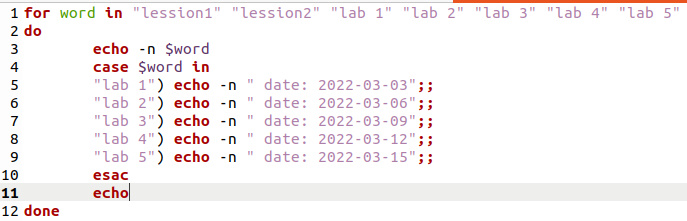 1 for word in "lession1" "lession2" "lab 1" "lab 2" "lab 3" "lab 4" "lab 5"
2 do
3         echo -n $word
4         case $word in
5         "lab 1") echo -n " date: 2022-03-03";;
6         "lab 2") echo -n " date: 2022-03-06";;
7         "lab 3") echo -n " date: 2022-03-09";;
8         "lab 4") echo -n " date: 2022-03-12";;
9         "lab 5") echo -n " date: 2022-03-15";;
10         esac
11         echo
12 done